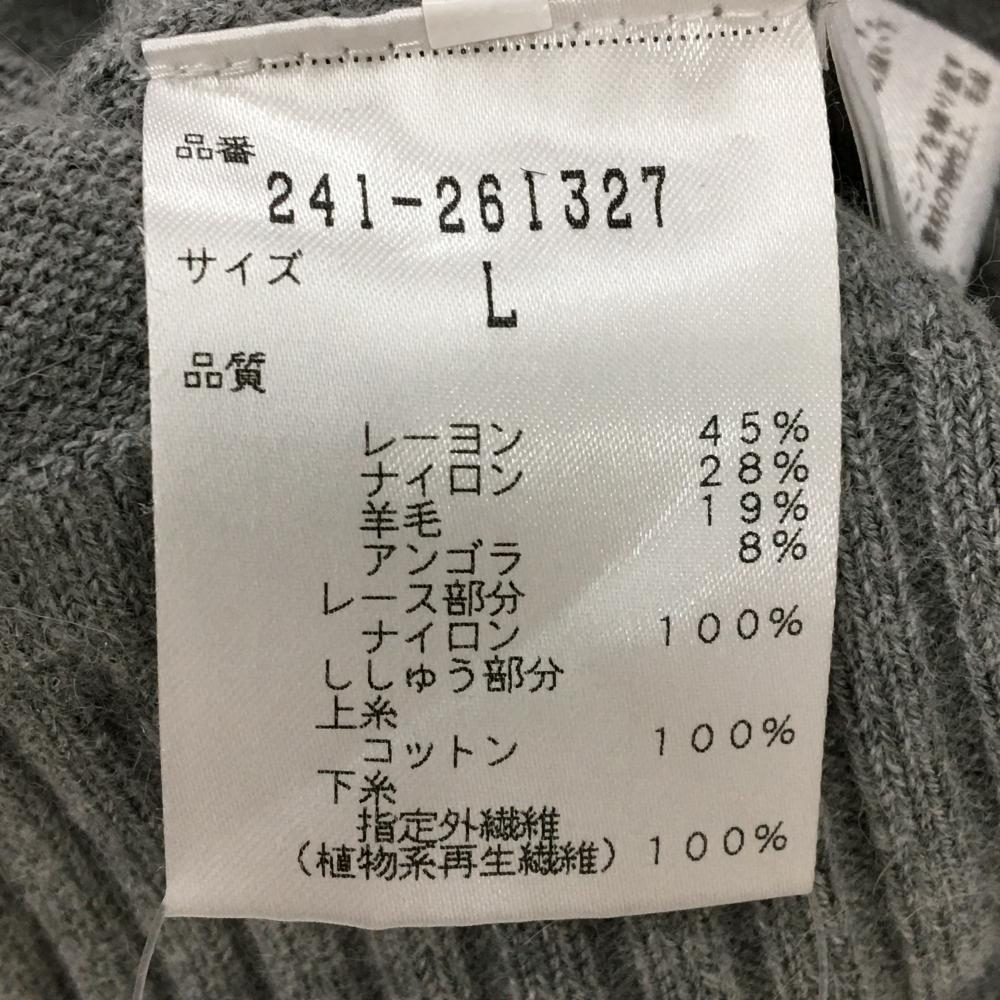 品番
241-261327
サイズ
L
品質
レーヨン 45%
ナイロン 28%
羊毛 19%
アンゴラ 8%
レース部分
ナイロン 100%
ししゅう部分
上糸
コットン 100%
下糸
指定外繊維
(植物系再生繊維) 100%